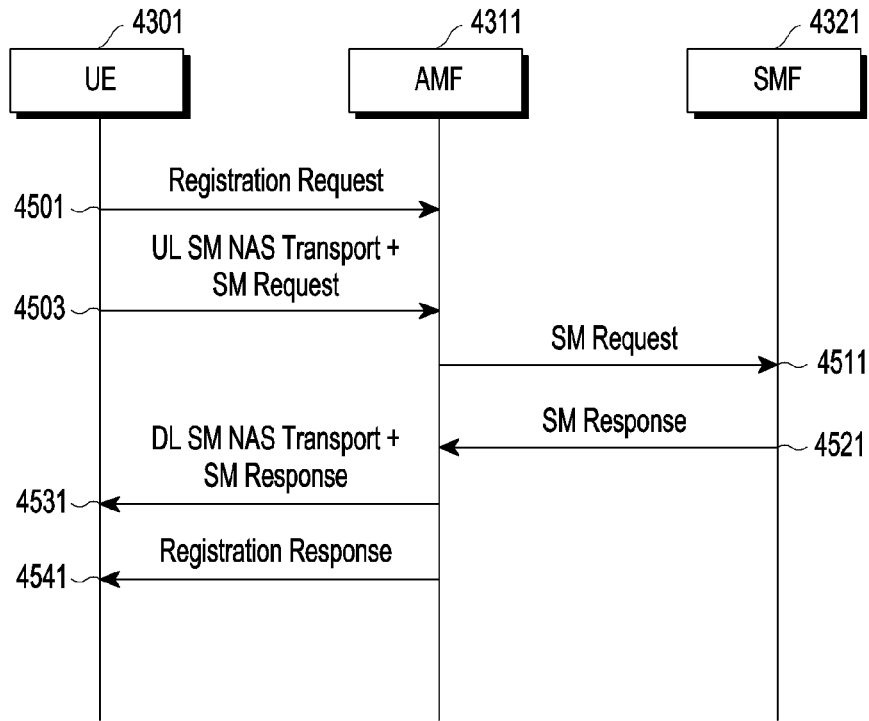 4301
4311
4321
UE
AMF
SMF
Registration Request
4501
UL SM NAS Transport +
SM Request
4503
SM Request
4511
SM Response
4521
DL SM NAS Transport +
SM Response
4531
Registration Response
4541